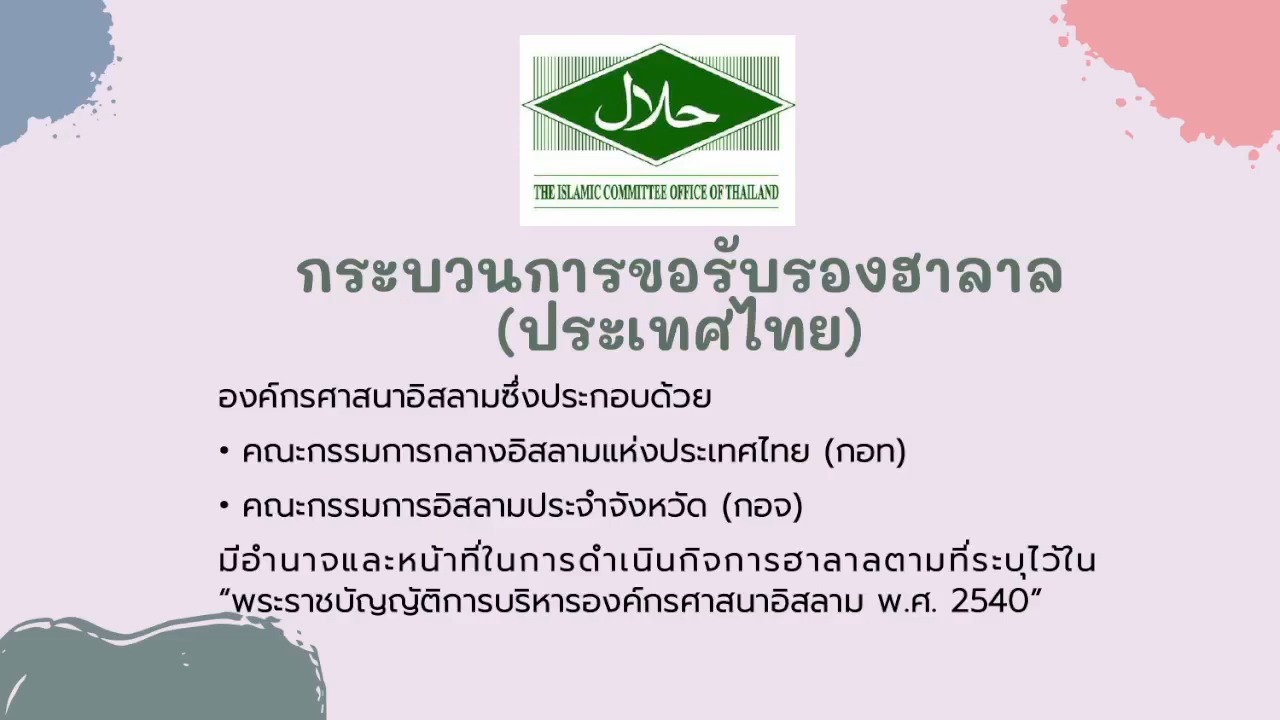 حلال
THE ISLAMIC COMMITTEE OFFICE OF THAILAND
กระบวนการขอรับรองฮาลาล
(ประเทศไทย)
องค์กรศาสนาอิสลามซึ่งประกอบด้วย
• คณะกรรมการกลางอิสลามแห่งประเทศไทย (กอท)
• คณะกรรมการอิสลามประจำจังหวัด (กอจ)
มีอำนาจและหน้าที่ในการดำเนินกิจการฮาลาลตามที่ระบุไว้ใน
“พระราชบัญญัติการบริหารองค์กรศาสนาอิสลาม พ.ศ. 2540”